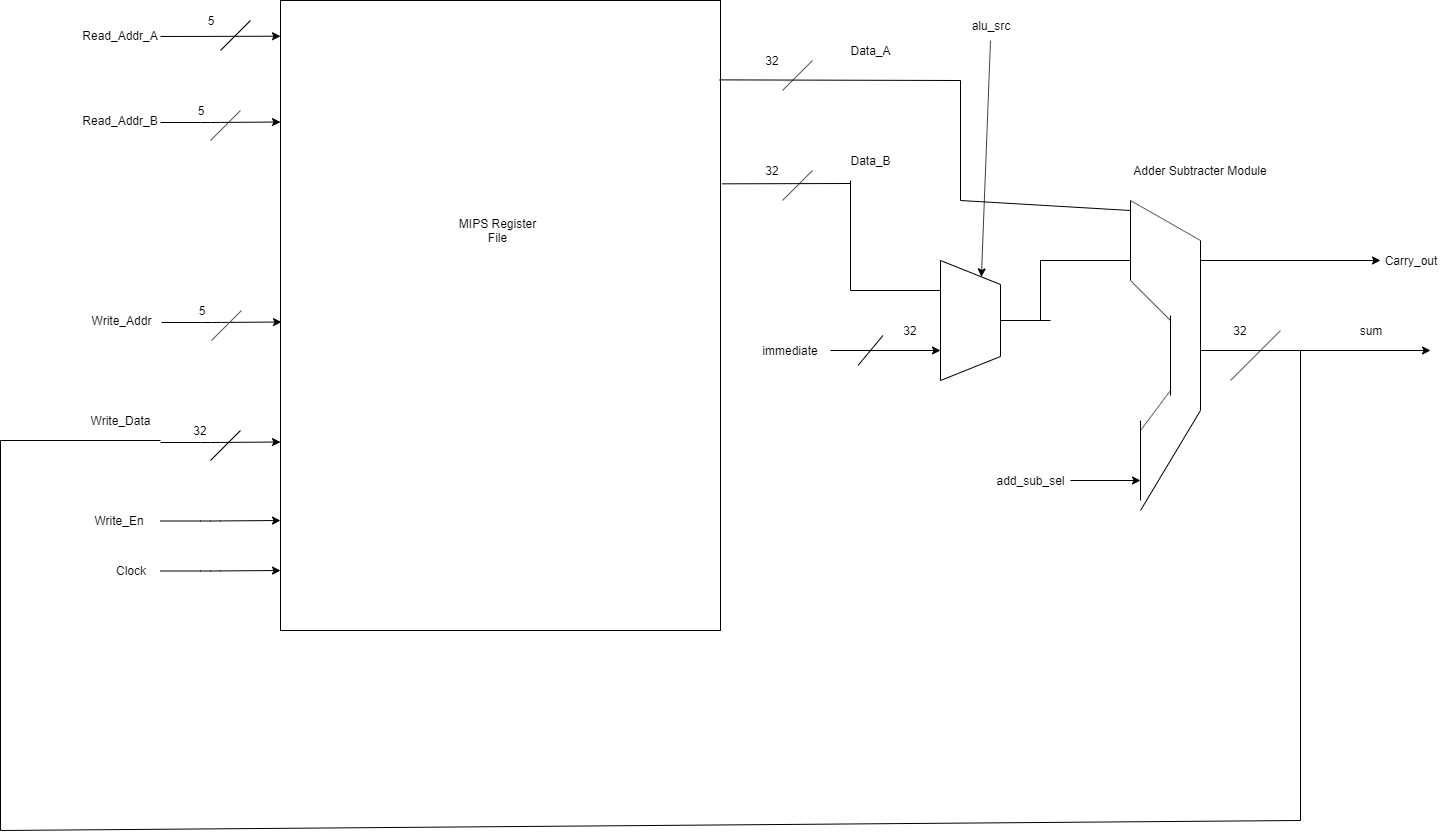 alu_src
5
Read_Addr_A
32
Data_A
5
Read_Addr_B
32
Data_B
Adder Subtracter Module
MIPS Register
File
Carry_out
5
Write_Addr
immediate
32
32
sum
Write_Data
32
add_sub_sel
Write_En
Clock